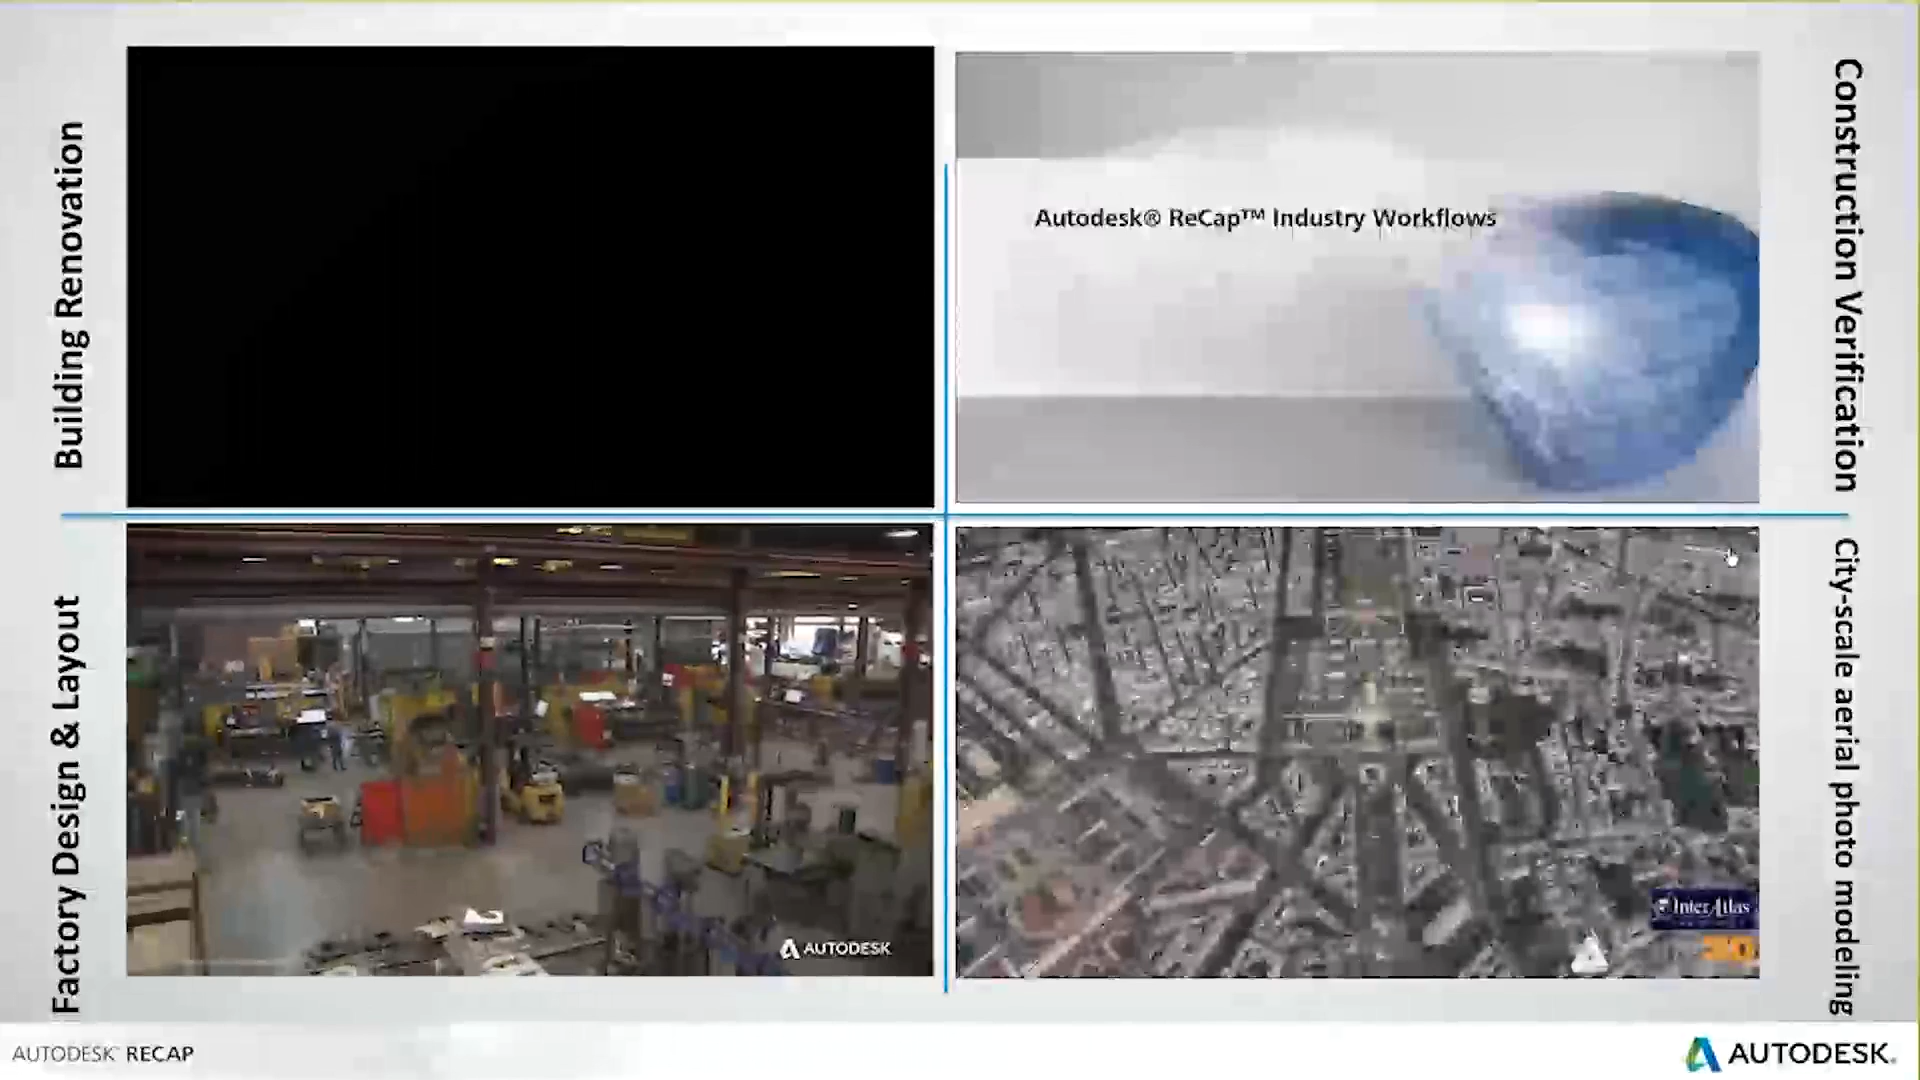 Building Renovation
Autodesk® ReCap™ Industry Workflows
Construction Verification
Factory Design & Layout
AUTODESK
City-scale aerial photo modeling
InterAtlas
AUTODESK® RECAP
AUTODESK®